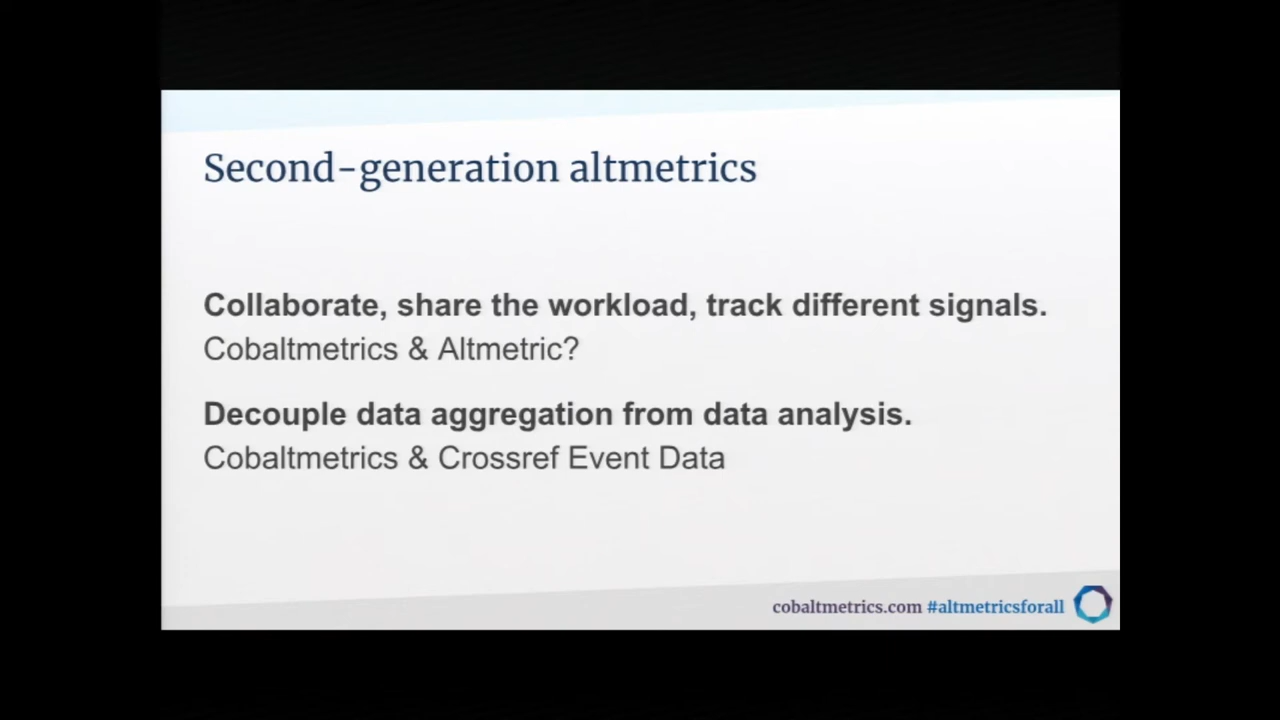 Second-generation altmetrics
Collaborate, share the workload, track different signals.
Cobaltmetrics & Altmetric?
Decouple data aggregation from data analysis.
Cobaltmetrics & Crossref Event Data
cobaltmetrics.com #altmetricsforall